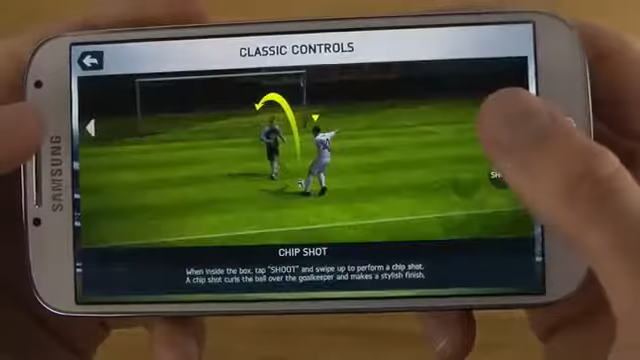 CLASSIC CONTROLS
SAMSUNG
CHIP SHOT
When inside the box, tap "SHOOT" and swipe up to perform a chip shot.
A chip shot curls the ball over the goalkeeper and makes a stylish finish.